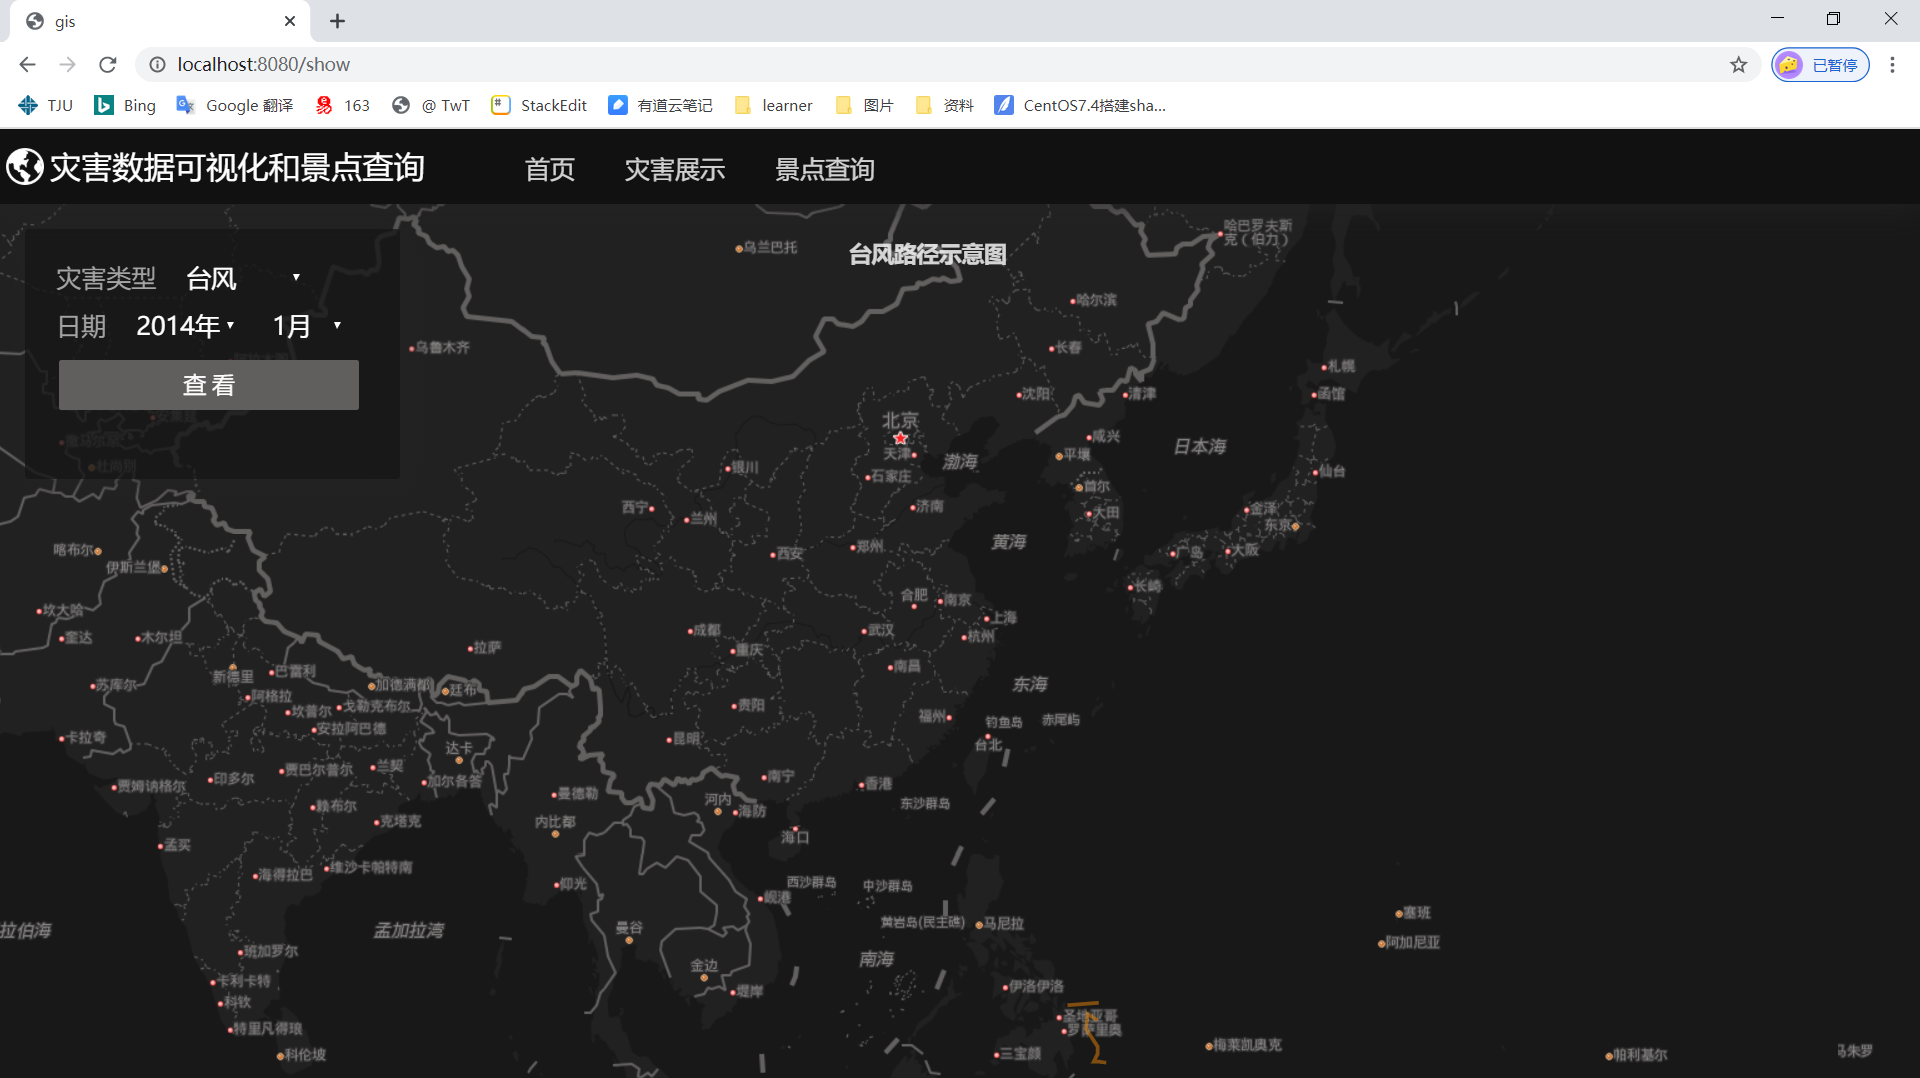 gis
localhost:8080/show
已暂停
TJU
Bing
Google 翻译
163
@ TwT
StackEdit
有道云笔记
learner
图片
资料
CentOS7.4搭建sha...
灾害数据可视化和景点查询
首页
灾害展示
景点查询
台风路径示意图
灾害类型 台风
日期 2014年 1月
查看
哈巴罗夫斯
克(伯力)
乌兰巴托
哈尔滨
乌鲁木齐
长春
札幌
沈阳
清津
函馆
北京
咸兴
日本海
天津
渤海
平壤
杜尚别
银川
石家庄
仙台
首尔
西宁
兰州
济南
大田
金泽
东京
黄海
喀布尔
西安
郑州
广岛
大阪
伊斯兰堡
长崎
坎大哈
合肥
南京
上海
奎达
木尔坦
成都
武汉
杭州
拉萨
重庆
南昌
新德里
巴雷利
苏库尔
加德满都
廷布
东海
阿格拉
坎普尔
戈勒克布尔
贵阳
福州
钓鱼岛
赤尾屿
安拉阿巴德
卡拉奇
昆明
台北
达卡
贾巴尔普尔
兰契
印多尔
加尔各答
南宁
香港
贾姆讷格尔
曼德勒
河内
海防
东沙群岛
赖布尔
克塔克
内比都
海口
孟买
海得拉巴
维沙卡帕特南
仰光
西沙群岛
中沙群岛
岘港
黄岩岛(民主礁)
马尼拉
塞班
拉伯海
孟加拉湾
曼谷
阿加尼亚
班加罗尔
金边
南海
卡利卡特
堤岸
伊洛伊洛
科钦
圣地亚哥
特里凡得琅
罗萨里奥
科伦坡
三宝颜
梅莱凯奥克
帕利基尔
马朱罗